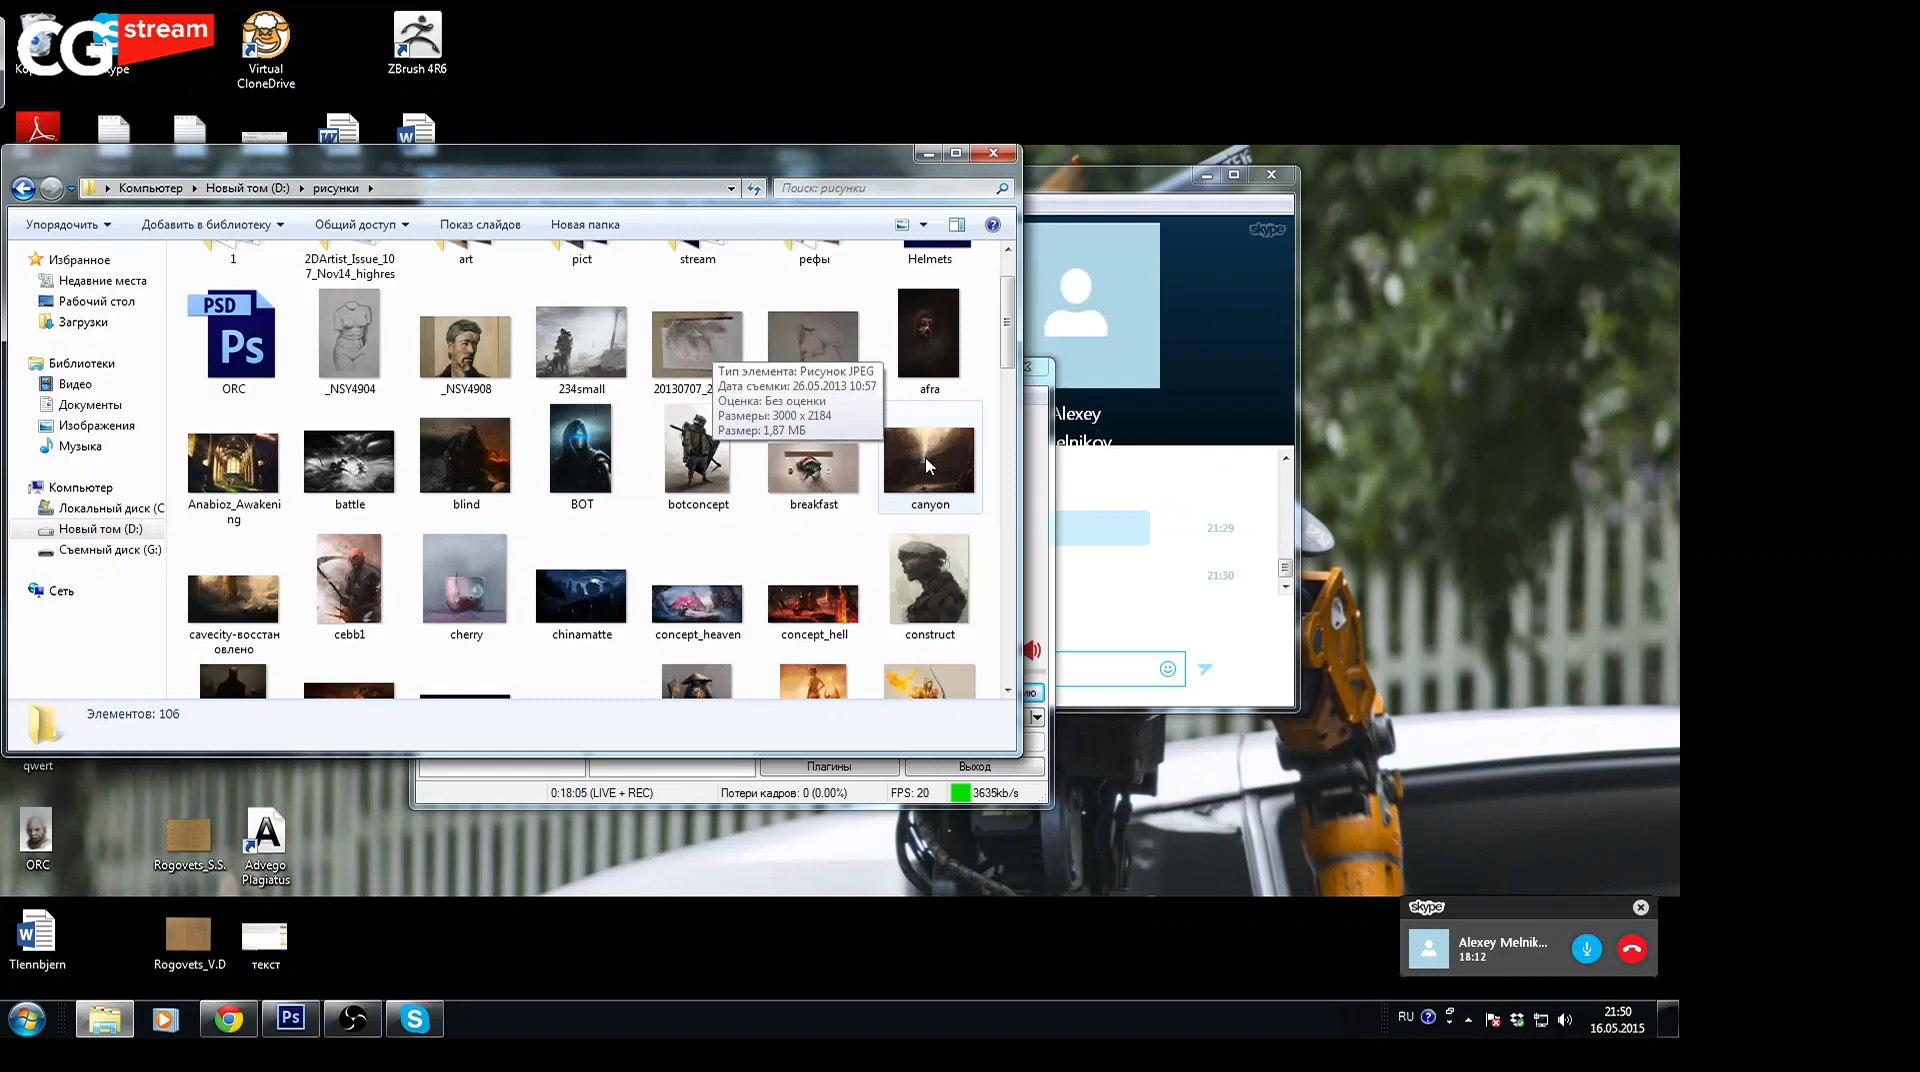 CG stream
Virtual
CloneDrive
ZBrush 4R6
Компьютер
Новый том (D:)
рисунки
Поиск: рисунки
Упорядочить
Добавить в библиотеку
Общий доступ
Показ слайдов
Новая папка
Избранное
Недавние места
Рабочий стол
Загрузки
Библиотеки
Видео
Документы
Изображения
Музыка
Компьютер
Локальный диск (C
Новый том (D:)
Съемный диск (G:)
Сеть
1
2DArtist_Issue_10
7_Nov14_highres
art
pict
stream
рефы
Helmets
PSD
Ps
ORC
_NSY4904
_NSY4908
234small
20130707_2
afra
Тип элемента: Рисунок JPEG
Дата съемки: 26.05.2013 10:57
Оценка: Без оценки
Размеры: 3000 x 2184
Размер: 1,87 МБ
Anabioz_Awakeni
ng
battle
blind
BOT
botconcept
breakfast
canyon
cavecity-восстан
овлено
cebb1
cherry
chinamatte
concept_heaven
concept_hell
construct
Элементов: 106
skype
Alexey
Melnikov
21:29
21:30
Плагины
Выход
0:18:05 (LIVE + REC)
Потери кадров: 0 (0.00%)
FPS: 20
3635kb/s
qwert
ORC
Rogovets_S.S.
Advego
Plagiatus
Tlennbjern
Rogovets_V.D
текст
skype
Alexey Melnik...
18:12
Ps
RU
21:50
16.05.2015